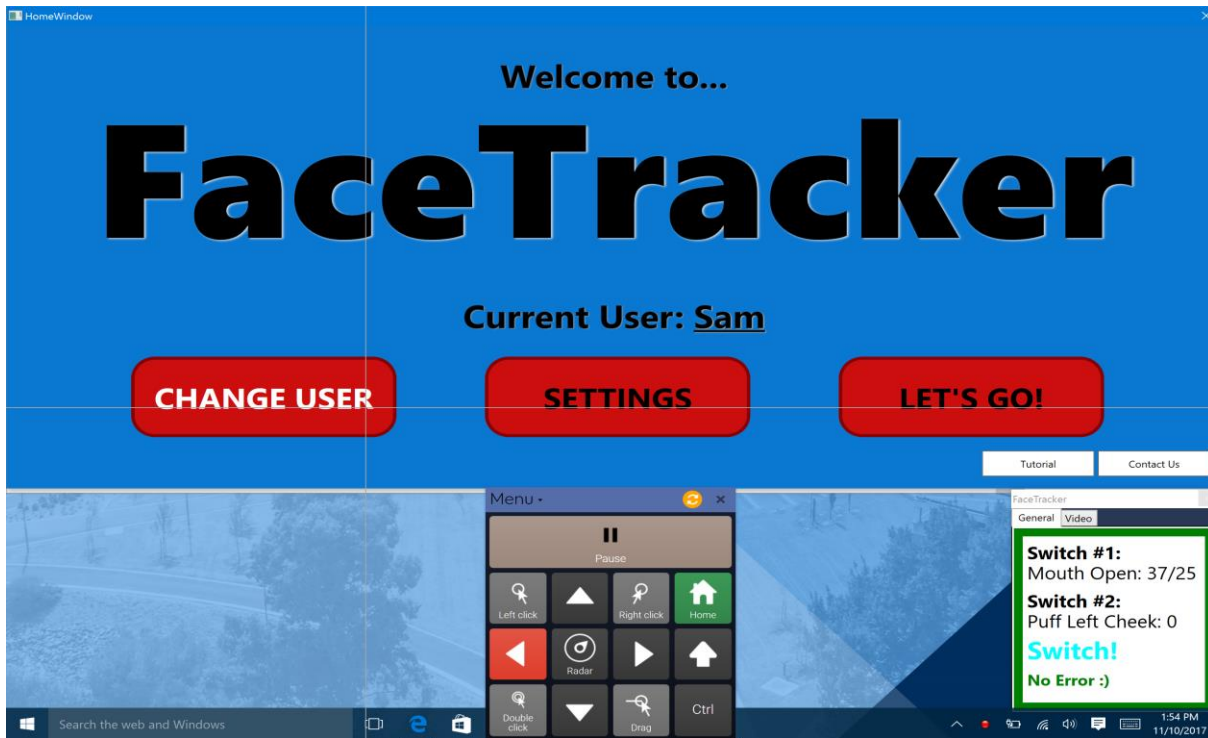 HomeWindow
Welcome to...
FaceTracker
Current User: Sam
CHANGE USER
SETTINGS
LET'S GO!
Tutorial
Contact Us
Menu
Pause
Left click
Right click
Home
Radar
Double click
Drag
Ctrl
FaceTracker
General Video
Switch #1:
Mouth Open: 37/25
Switch #2:
Puff Left Cheek: 0
Switch!
No Error :)
Search the web and Windows
1:54 PM
11/10/2017